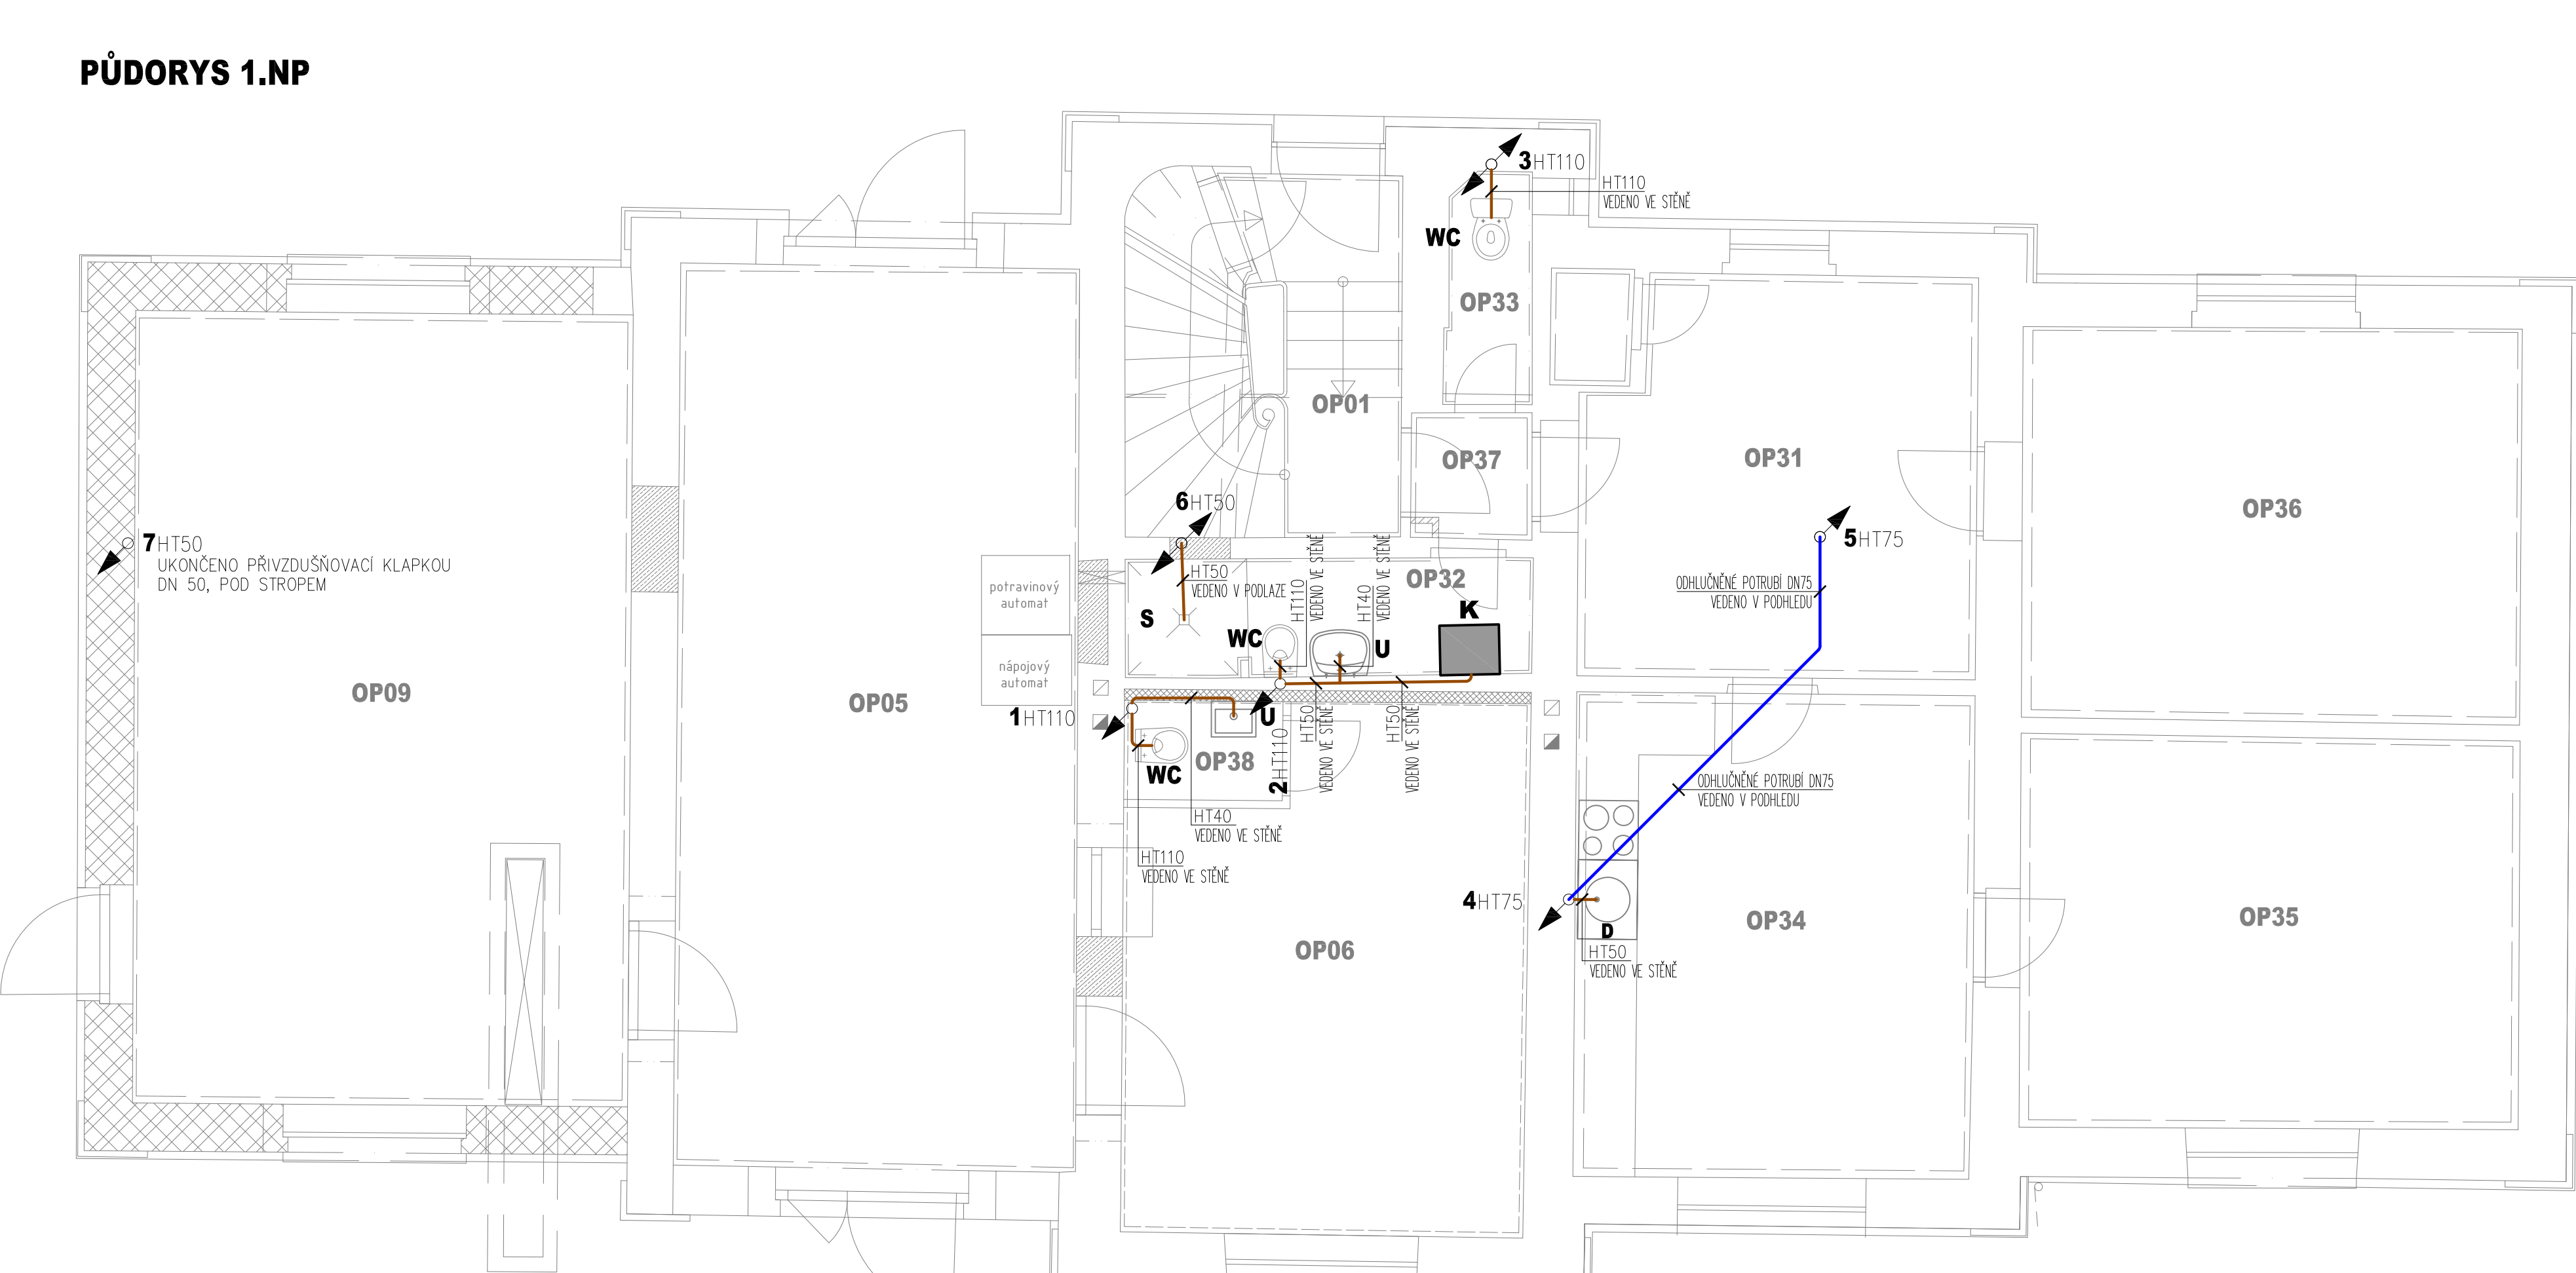 PŮDORYS 1.NP
3HT110
HT110
VEDENO VE STĚNĚ
WC
OP33
OP01
OP37
OP31
OP36
6HT50
7HT50
UKONČENO PŘIVZDUŠŇOVACÍ KLAPKOU
DN 50, POD STROPEM
5HT75
ODHLUČNĚNÉ POTRUBÍ DN75
VEDENO V PODHLEDU
HT50
VEDENO V PODLAZE
HT110
VEDENO VE STĚNĚ
HT40
VEDENO VE STĚNĚ
OP32
potravinový
automat
S
WC
U
K
nápojový
automat
OP09
OP05
1HT110
U
2HT110
HT50
VEDENO VE STĚNĚ
HT50
VEDENO VE STĚNĚ
OP38
WC
ODHLUČNĚNÉ POTRUBÍ DN75
VEDENO V PODHLEDU
HT40
VEDENO VE STĚNĚ
HT110
VEDENO VE STĚNĚ
4HT75
D
OP34
OP35
OP06
HT50
VEDENO VE STĚNĚ